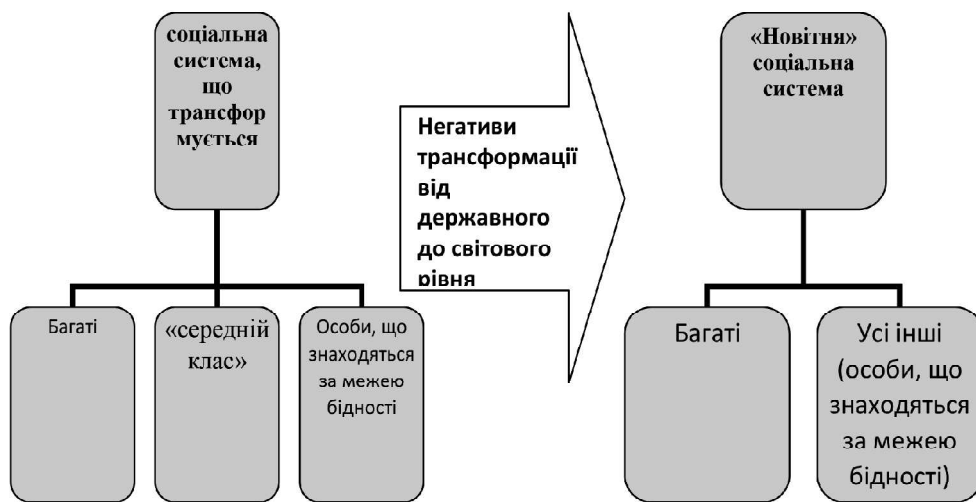 соціальна
система,
що
трансфор
мується
Негативи
трансформації
від
державного
до світового
рівня
«Новітня»
соціальна
система
Багаті
«середній
клас»
Особи, що
знаходяться
за межею
бідності
Багаті
Усі інші
(особи, що
знаходяться
за межею
бідності)